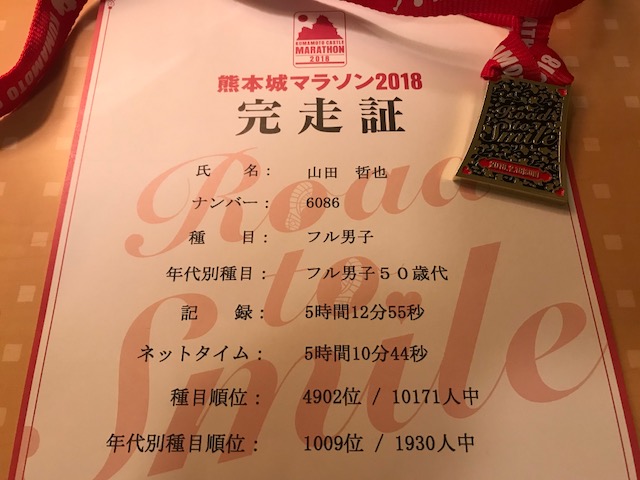 KUMAMOTO CASTLE
MARATHON
2018
熊本城マラソン2018
完走証
氏 名： 山田 哲也
ナンバー： 6086
種 目： フル男子
年代別種目： フル男子５０歳代
記 録： 5時間12分55秒
ネットタイム： 5時間10分44秒
種目順位： 4902位 / 10171人中
年代別種目順位： 1009位 / 1930人中
Road
to
Smile
Road
to
Smile
KUMAMOTO